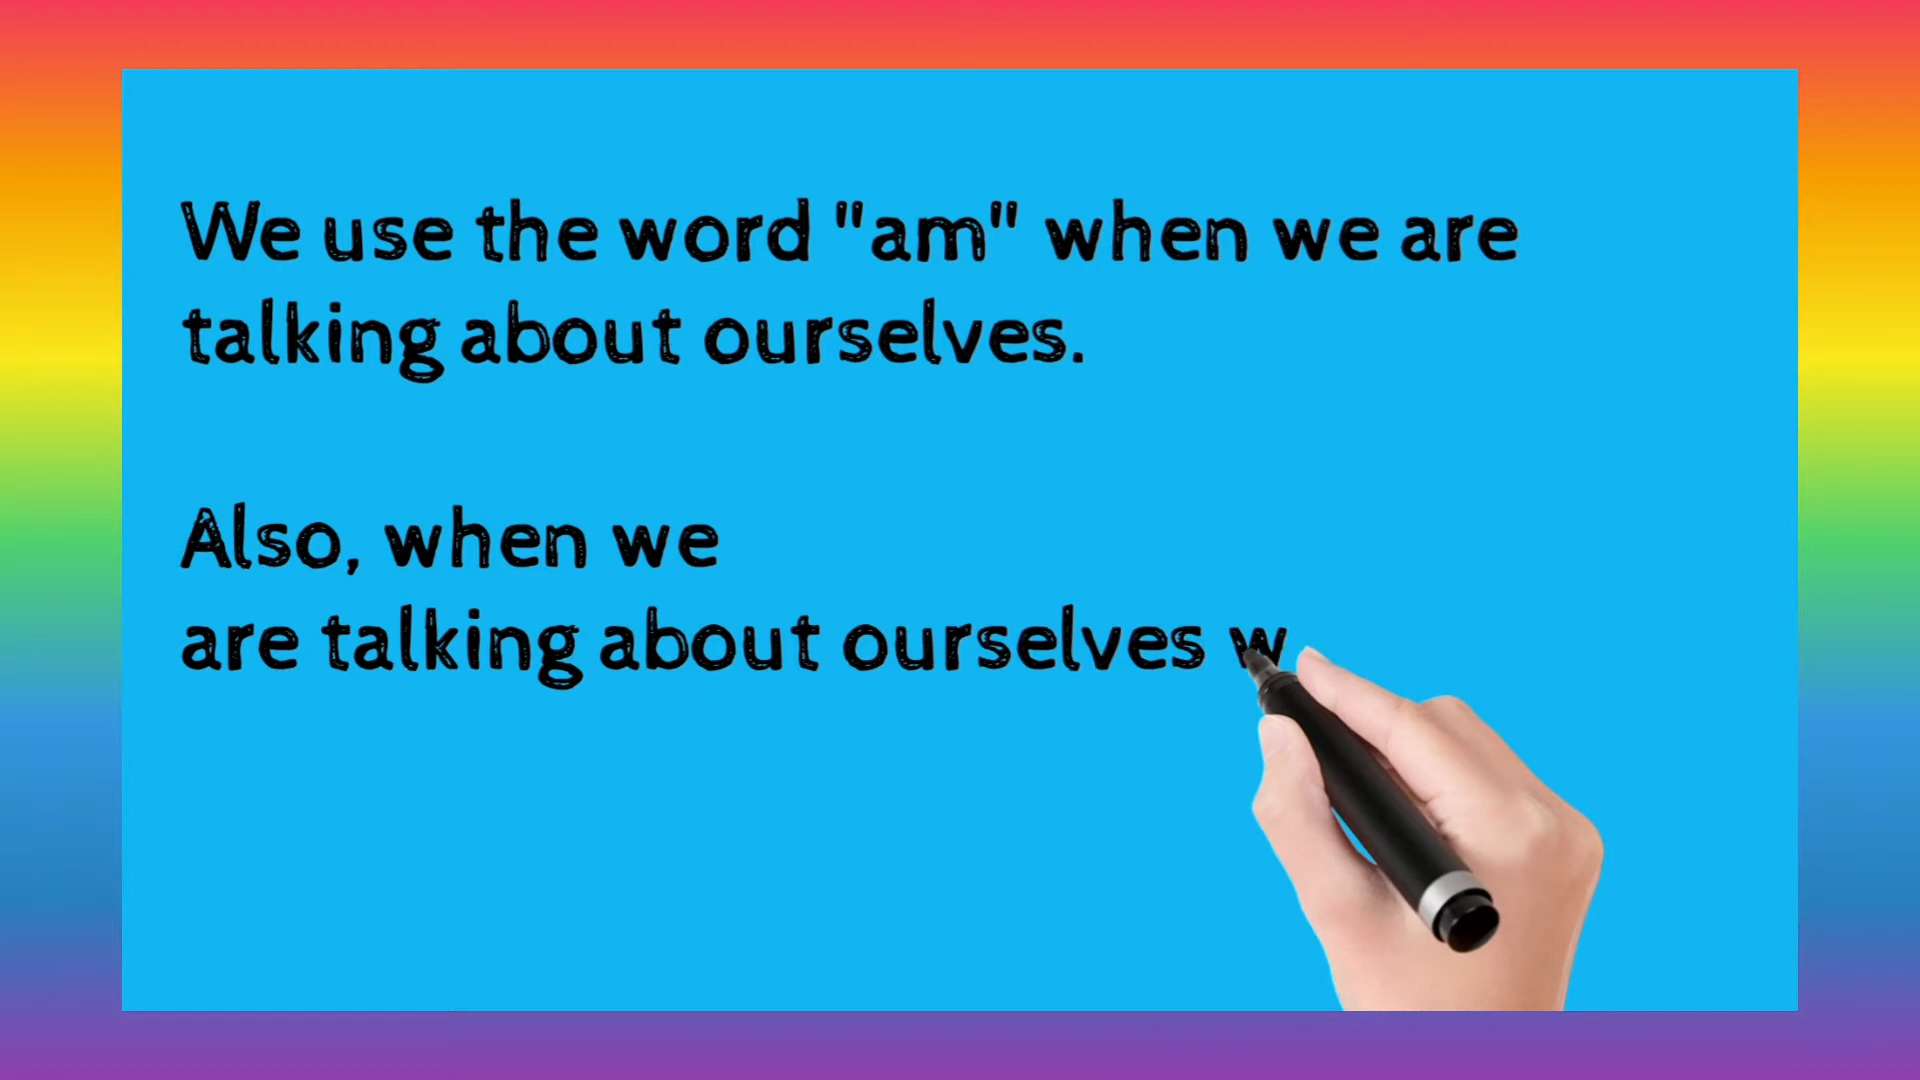 We use the word "am" when we are
talking about ourselves.
Also, when we
are talking about ourselves w